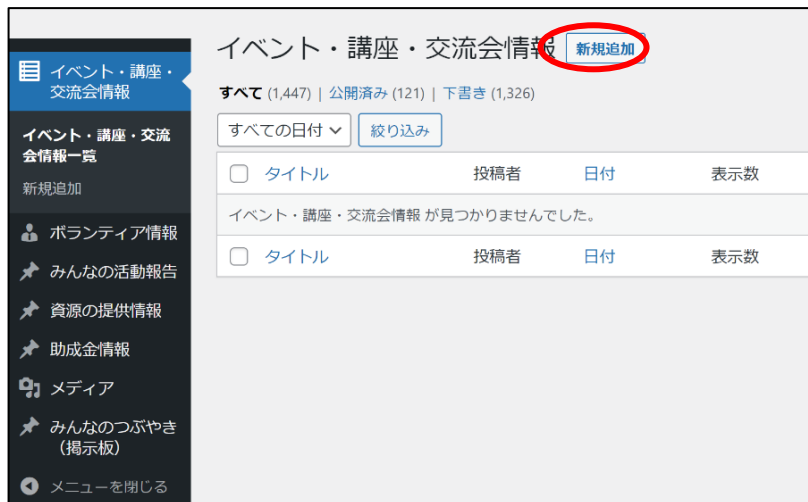 イベント・講座・
交流会情報
イベント・講座・交流
会情報一覧
新規追加
ボランティア情報
みんなの活動報告
資源の提供情報
助成金情報
メディア
みんなのつぶやき
（掲示板）
メニューを閉じる
イベント・講座・交流会情報 新規追加
すべて (1,447) | 公開済み (121) | 下書き (1,326)
すべての日付 絞り込み
タイトル 投稿者 日付 表示数
イベント・講座・交流会情報 が見つかりませんでした。
タイトル 投稿者 日付 表示数